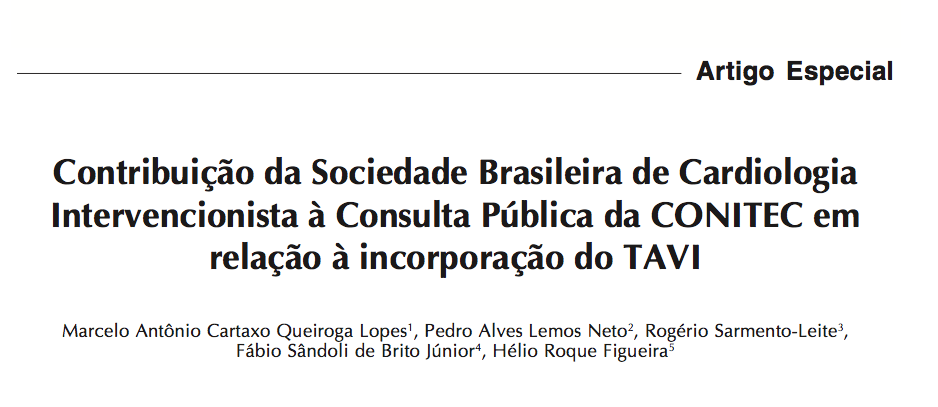 Artigo Especial
Contribuição da Sociedade Brasileira de Cardiologia
Intervencionista à Consulta Pública da CONITEC em
relação à incorporação do TAVI
Marcelo Antônio Cartaxo Queiroga Lopes¹, Pedro Alves Lemos Neto², Rogério Sarmento-Leite³,
Fábio Sândoli de Brito Júnior⁴, Hélio Roque Figueira⁵